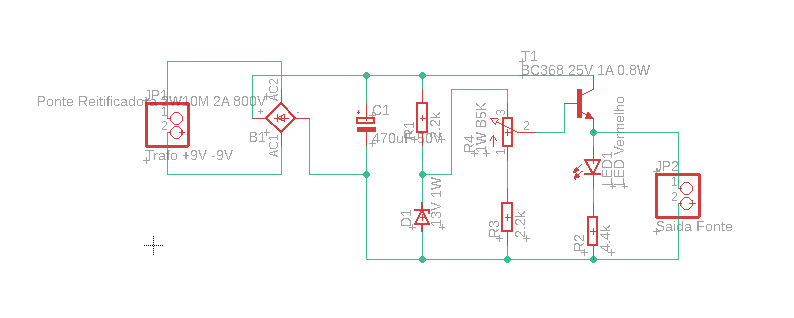 T1
BC368 25V 1A 0.8W
JP1
Ponte Reitificadora 2W10M 2A 800V
AC2
1
2
B1
AC1
Trafo +9V -9V
C1
470uF 50V
R1
2.2k
R4
1W B5K
3
2
1
D1
13V 1W
R3
2.2k
LED1
LED Vermelho
R2
4.4k
JP2
1
2
Saida Fonte